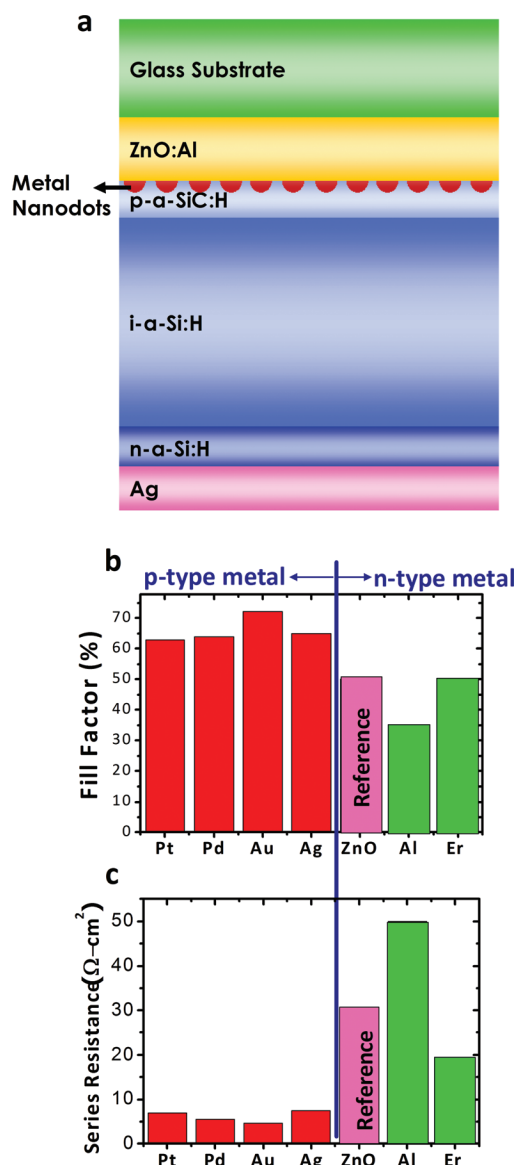 a
Glass Substrate
ZnO:Al
Metal
Nanodots
p-a-SiC:H
i-a-Si:H
n-a-Si:H
Ag
b
p-type metal
n-type metal
Fill Factor (%)
70
60
50
40
30
20
10
0
Reference
Pt Pd Au Ag ZnO Al Er
c
Series Resistance(Ω–cm²)
50
40
30
20
10
0
Reference
Pt Pd Au Ag ZnO Al Er